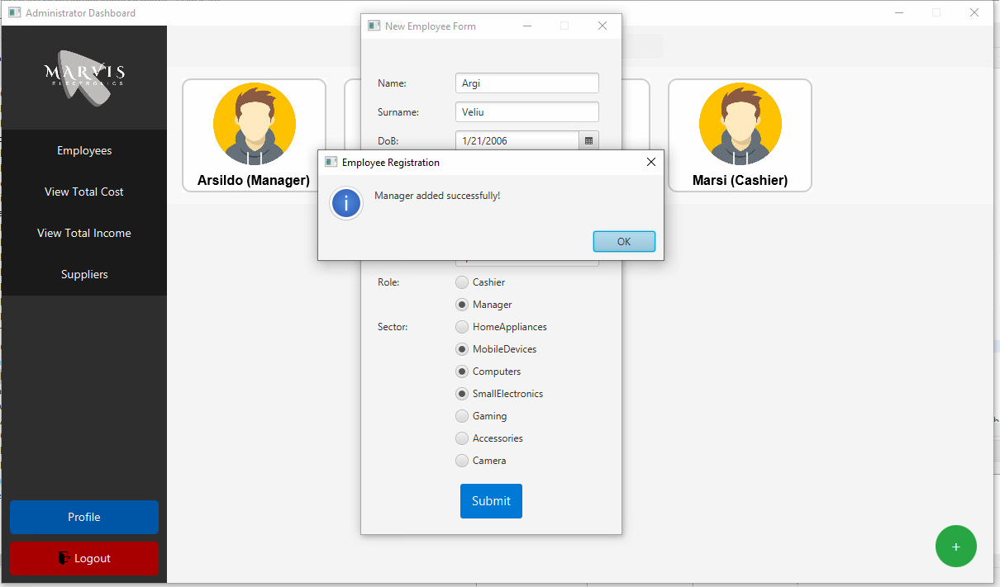 Administrator Dashboard
MARVIS
ELECTRONICS
Employees
View Total Cost
View Total Income
Suppliers
Profile
Logout
Arsildo (Manager)
Marsi (Cashier)
+
New Employee Form
Name: Argi
Surname: Veliu
DoB: 1/21/2006
Employee Registration
Manager added successfully!
OK
Role: Cashier
Manager
Sector: HomeAppliances
MobileDevices
Computers
SmallElectronics
Gaming
Accessories
Camera
Submit